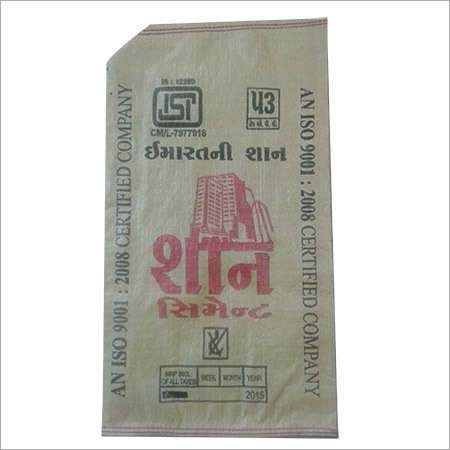 AN ISO 9001 : 2008 CERTIFIED COMPANY
IS : 12269
ISI
CM/L-7977918
૫૩
ઈમારતની શાન
શાન
સિમેન્ટ
MRP INCL. OF ALL TAXES
WEEK
MONTH
YEAR
2015
AN ISO 9001 : 2008 CERTIFIED COMPANY